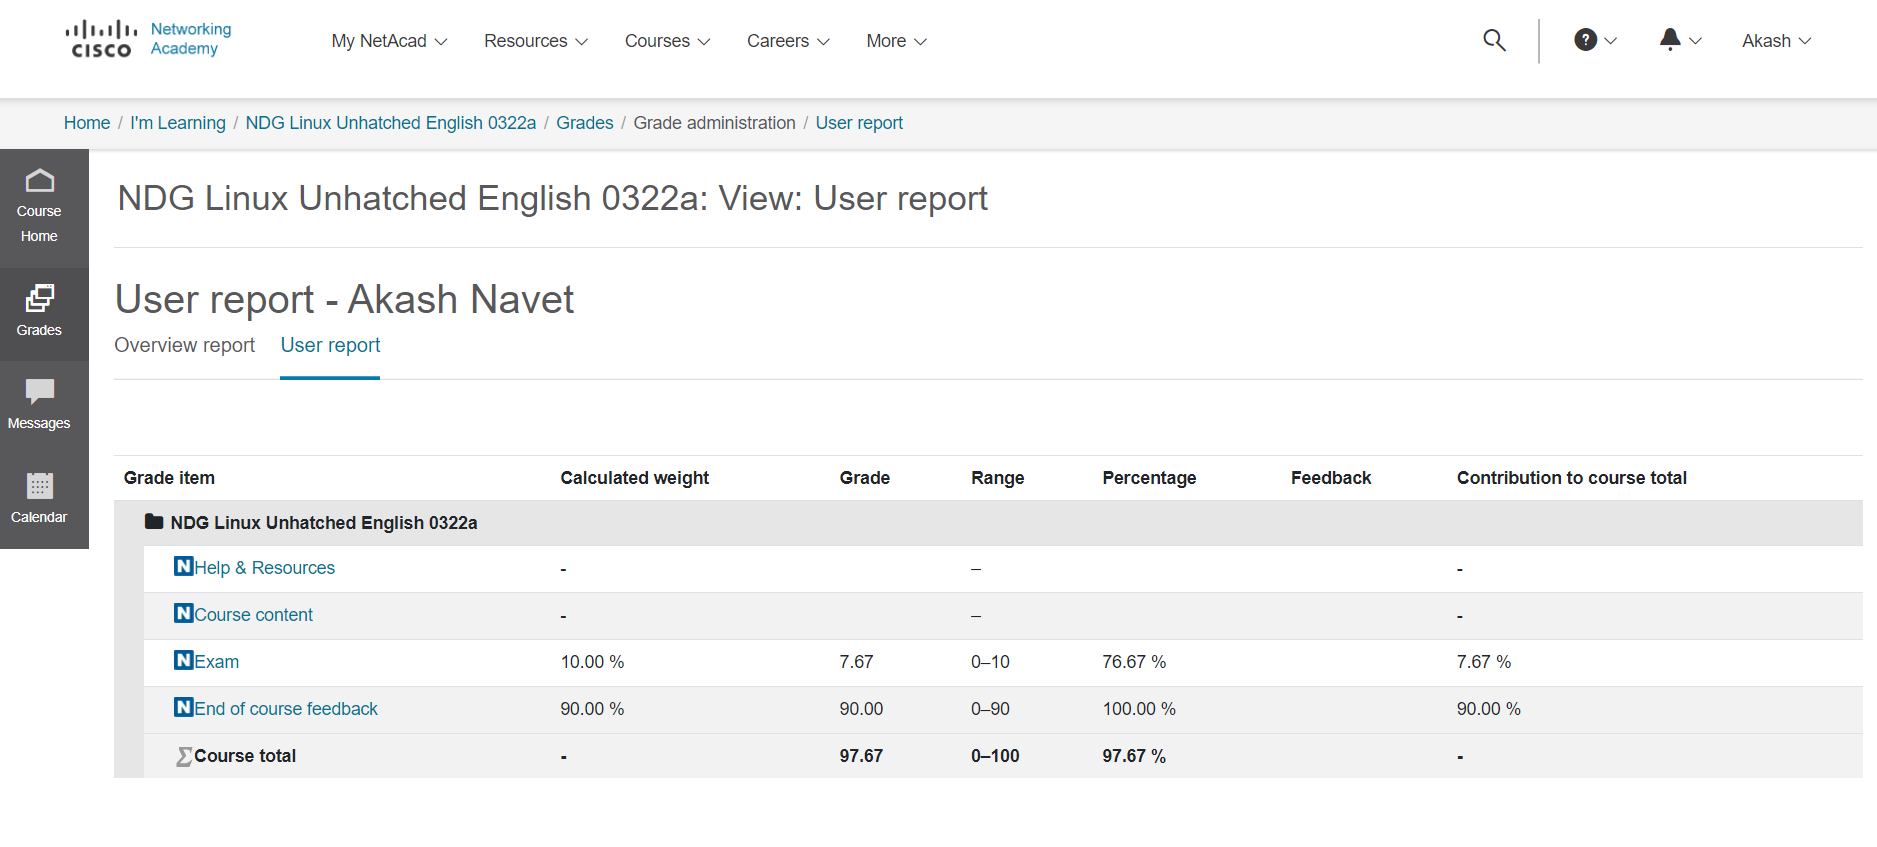 CISCO Networking Academy
My NetAcad Resources Courses Careers More ? Akash
Home / I'm Learning / NDG Linux Unhatched English 0322a / Grades / Grade administration / User report
Course Home
Grades
Messages
Calendar
NDG Linux Unhatched English 0322a: View: User report
User report - Akash Navet
Overview report User report
Grade item Calculated weight Grade Range Percentage Feedback Contribution to course total
NDG Linux Unhatched English 0322a
N Help & Resources - – -
N Course content - – -
N Exam 10.00 % 7.67 0–10 76.67 % 7.67 %
N End of course feedback 90.00 % 90.00 0–90 100.00 % 90.00 %
Σ Course total - 97.67 0–100 97.67 % -